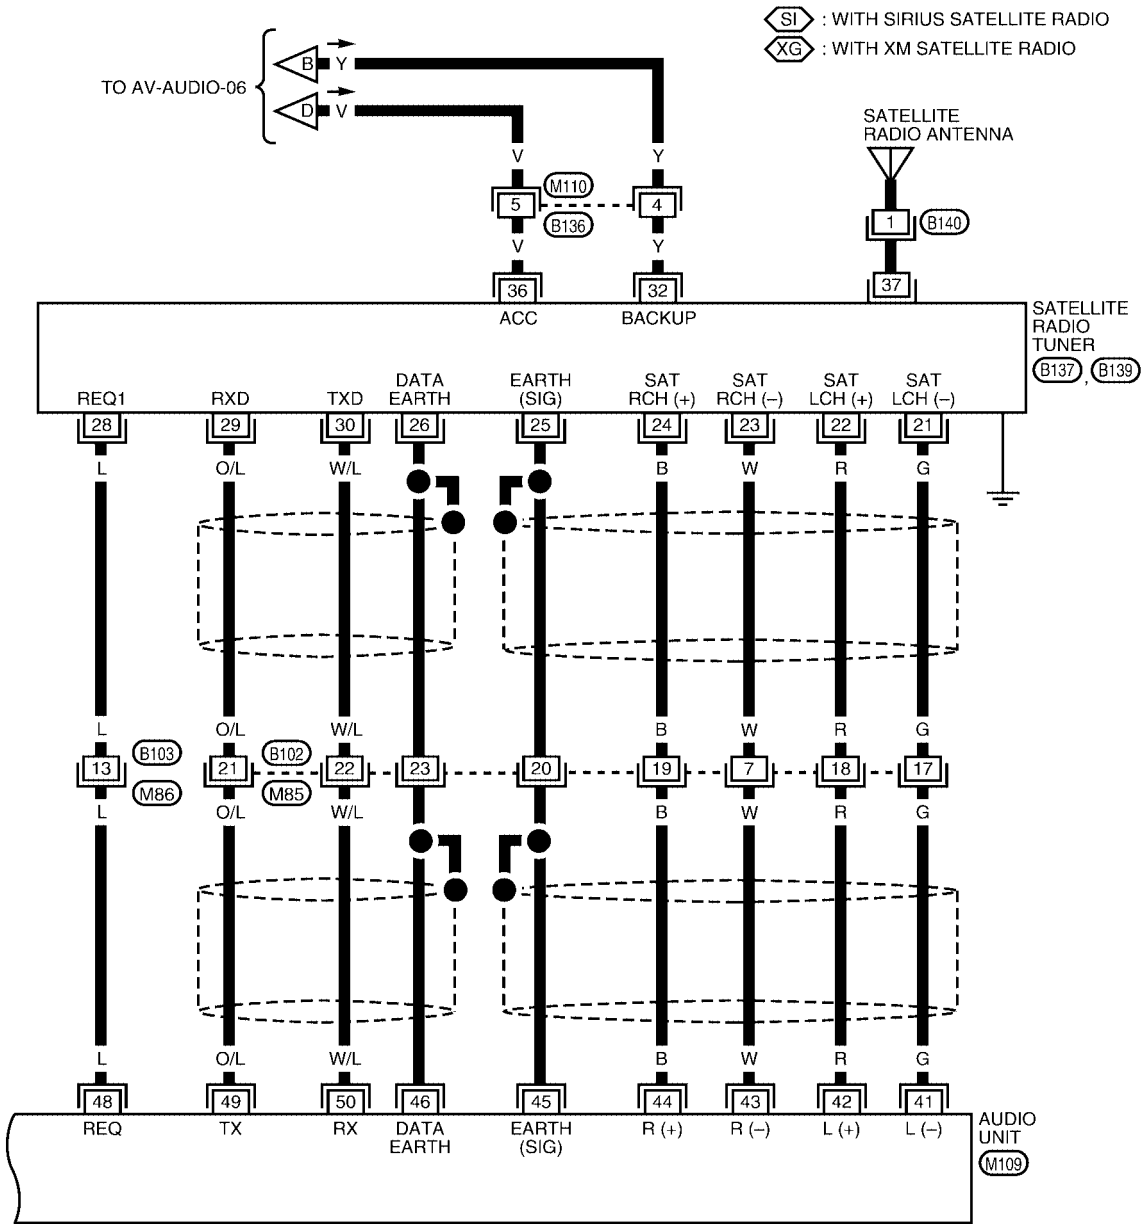 SI : WITH SIRIUS SATELLITE RADIO
XG : WITH XM SATELLITE RADIO
B Y
TO AV-AUDIO-06
D V
SATELLITE
RADIO ANTENNA
V Y
M110
5 4 1 B140
B136
V Y
36 32 37
ACC BACKUP
SATELLITE
RADIO
TUNER
B137 , B139
DATA EARTH SAT SAT SAT SAT
REQ1 RXD TXD EARTH (SIG) RCH (+) RCH (–) LCH (+) LCH (–)
28 29 30 26 25 24 23 22 21
L O/L W/L B W R G
L O/L W/L B W R G
B103 B102
13 21 22 23 20 19 7 18 17
M86 M85
L O/L W/L B W R G
L O/L W/L B W R G
48 49 50 46 45 44 43 42 41
REQ TX RX DATA EARTH R (+) R (–) L (+) L (–)
EARTH (SIG)
AUDIO
UNIT
M109